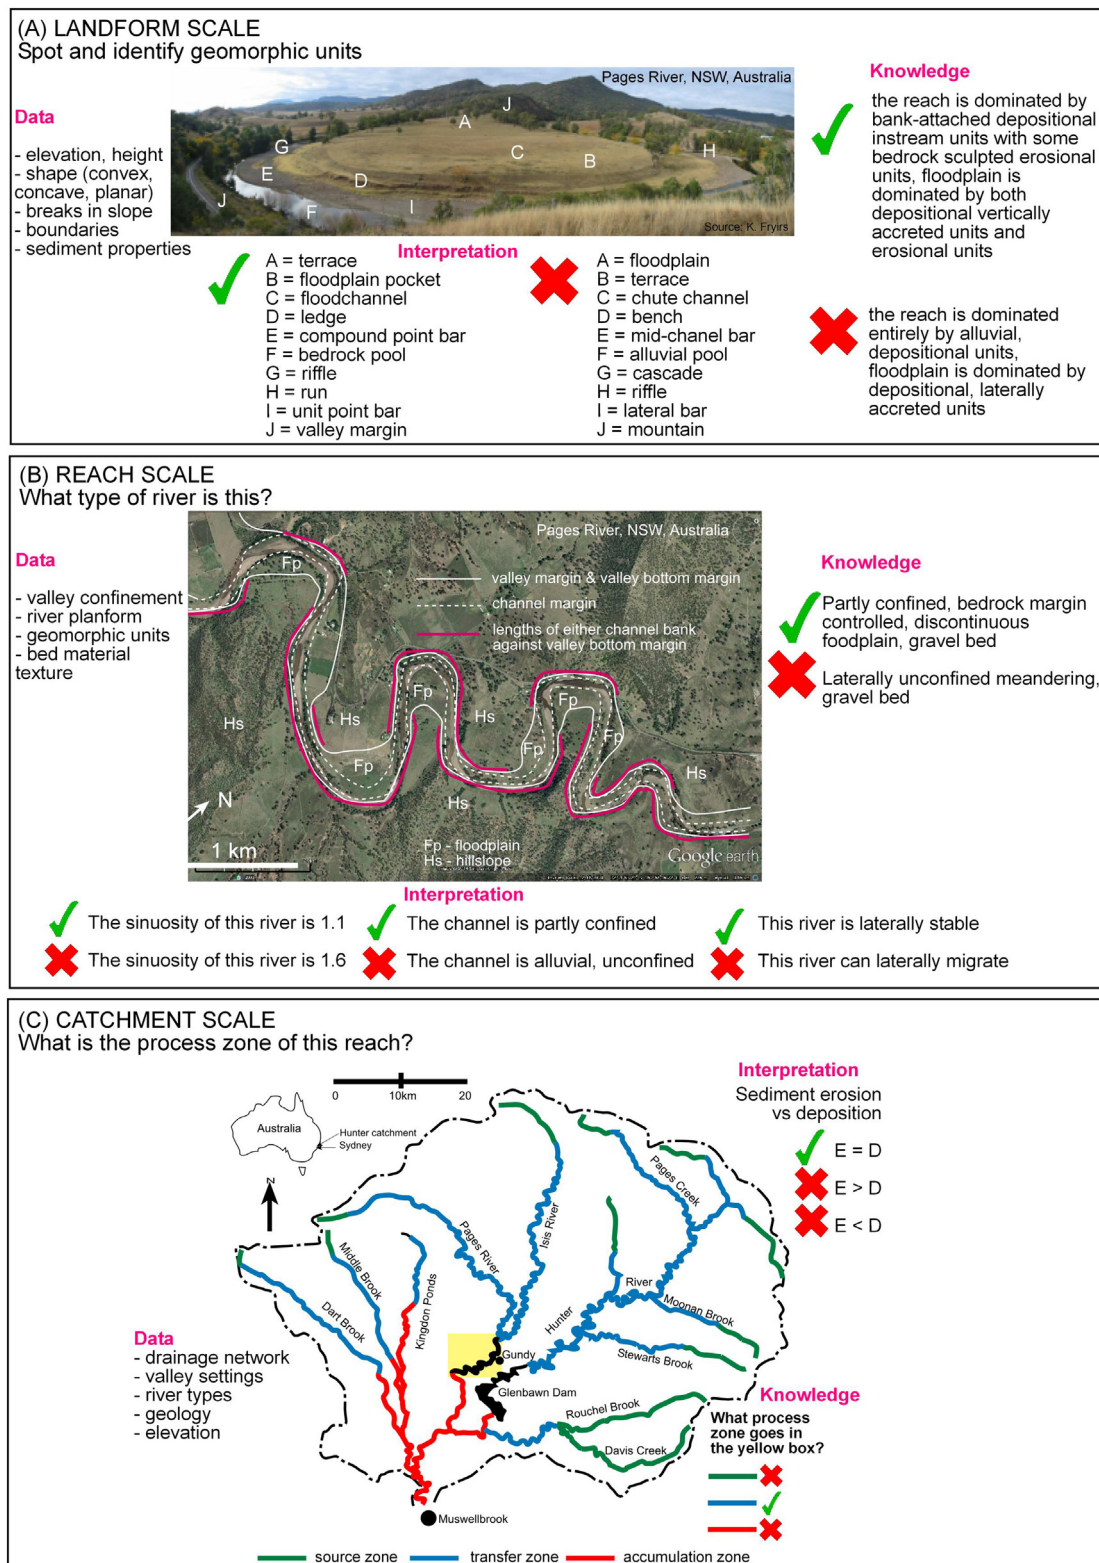 (A) LANDFORM SCALE
Spot and identify geomorphic units
Data
- elevation, height
- shape (convex,
concave, planar)
- breaks in slope
- boundaries
- sediment properties
Pages River, NSW, Australia
J
A
G
C
B
H
E
D
J
F
I
Source: K. Fryirs
Interpretation
A = terrace
B = floodplain pocket
C = floodchannel
D = ledge
E = compound point bar
F = bedrock pool
G = riffle
H = run
I = unit point bar
J = valley margin
A = floodplain
B = terrace
C = chute channel
D = bench
E = mid-chanel bar
F = alluvial pool
G = cascade
H = riffle
I = lateral bar
J = mountain
Knowledge
the reach is dominated by
bank-attached depositional
instream units with some
bedrock sculpted erosional
units, floodplain is
dominated by both
depositional vertically
accreted units and
erosional units
the reach is dominated
entirely by alluvial,
depositional units,
floodplain is dominated by
depositional, laterally
accreted units
(B) REACH SCALE
What type of river is this?
Data
- valley confinement
- river planform
- geomorphic units
- bed material
texture
Pages River, NSW, Australia
valley margin & valley bottom margin
channel margin
lengths of either channel bank
against valley bottom margin
Fp
Hs
Hs
Fp
Fp
Hs
Fp
Fp
Fp
Hs
Hs
N
1 km
Fp - floodplain
Hs - hillslope
Google earth
Knowledge
Partly confined, bedrock margin
controlled, discontinuous
foodplain, gravel bed
Laterally unconfined meandering,
gravel bed
Interpretation
The sinuosity of this river is 1.1
The channel is partly confined
This river is laterally stable
The sinuosity of this river is 1.6
The channel is alluvial, unconfined
This river can laterally migrate
(C) CATCHMENT SCALE
What is the process zone of this reach?
0
10km
20
Australia
Hunter catchment
Sydney
N
Interpretation
Sediment erosion
vs deposition
E = D
E > D
E < D
Pages Creek
Isis River
Pages River
Middle Brook
Kingdon Ponds
Dart Brook
Hunter
River
Moonan Brook
Stewarts Brook
Gundy
Glenbawn Dam
Rouchel Brook
Davis Creek
Muswellbrook
Data
- drainage network
- valley settings
- river types
- geology
- elevation
Knowledge
What process
zone goes in
the yellow box?
source zone
transfer zone
accumulation zone